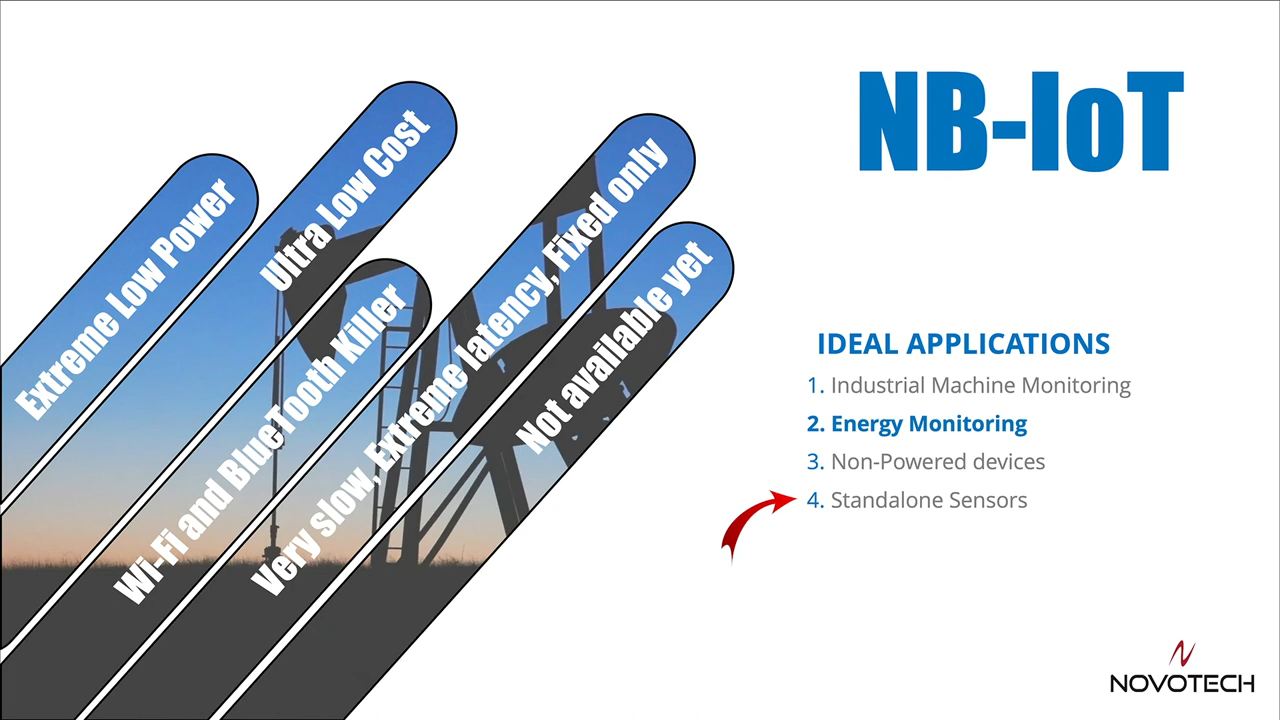 Extreme Low Power
Ultra Low Cost
Wi-Fi and BlueTooth Killer
Very slow, Extreme latency, Fixed only
Not available yet
NB-IoT
IDEAL APPLICATIONS
1. Industrial Machine Monitoring
2. Energy Monitoring
3. Non-Powered devices
4. Standalone Sensors
NOVOTECH